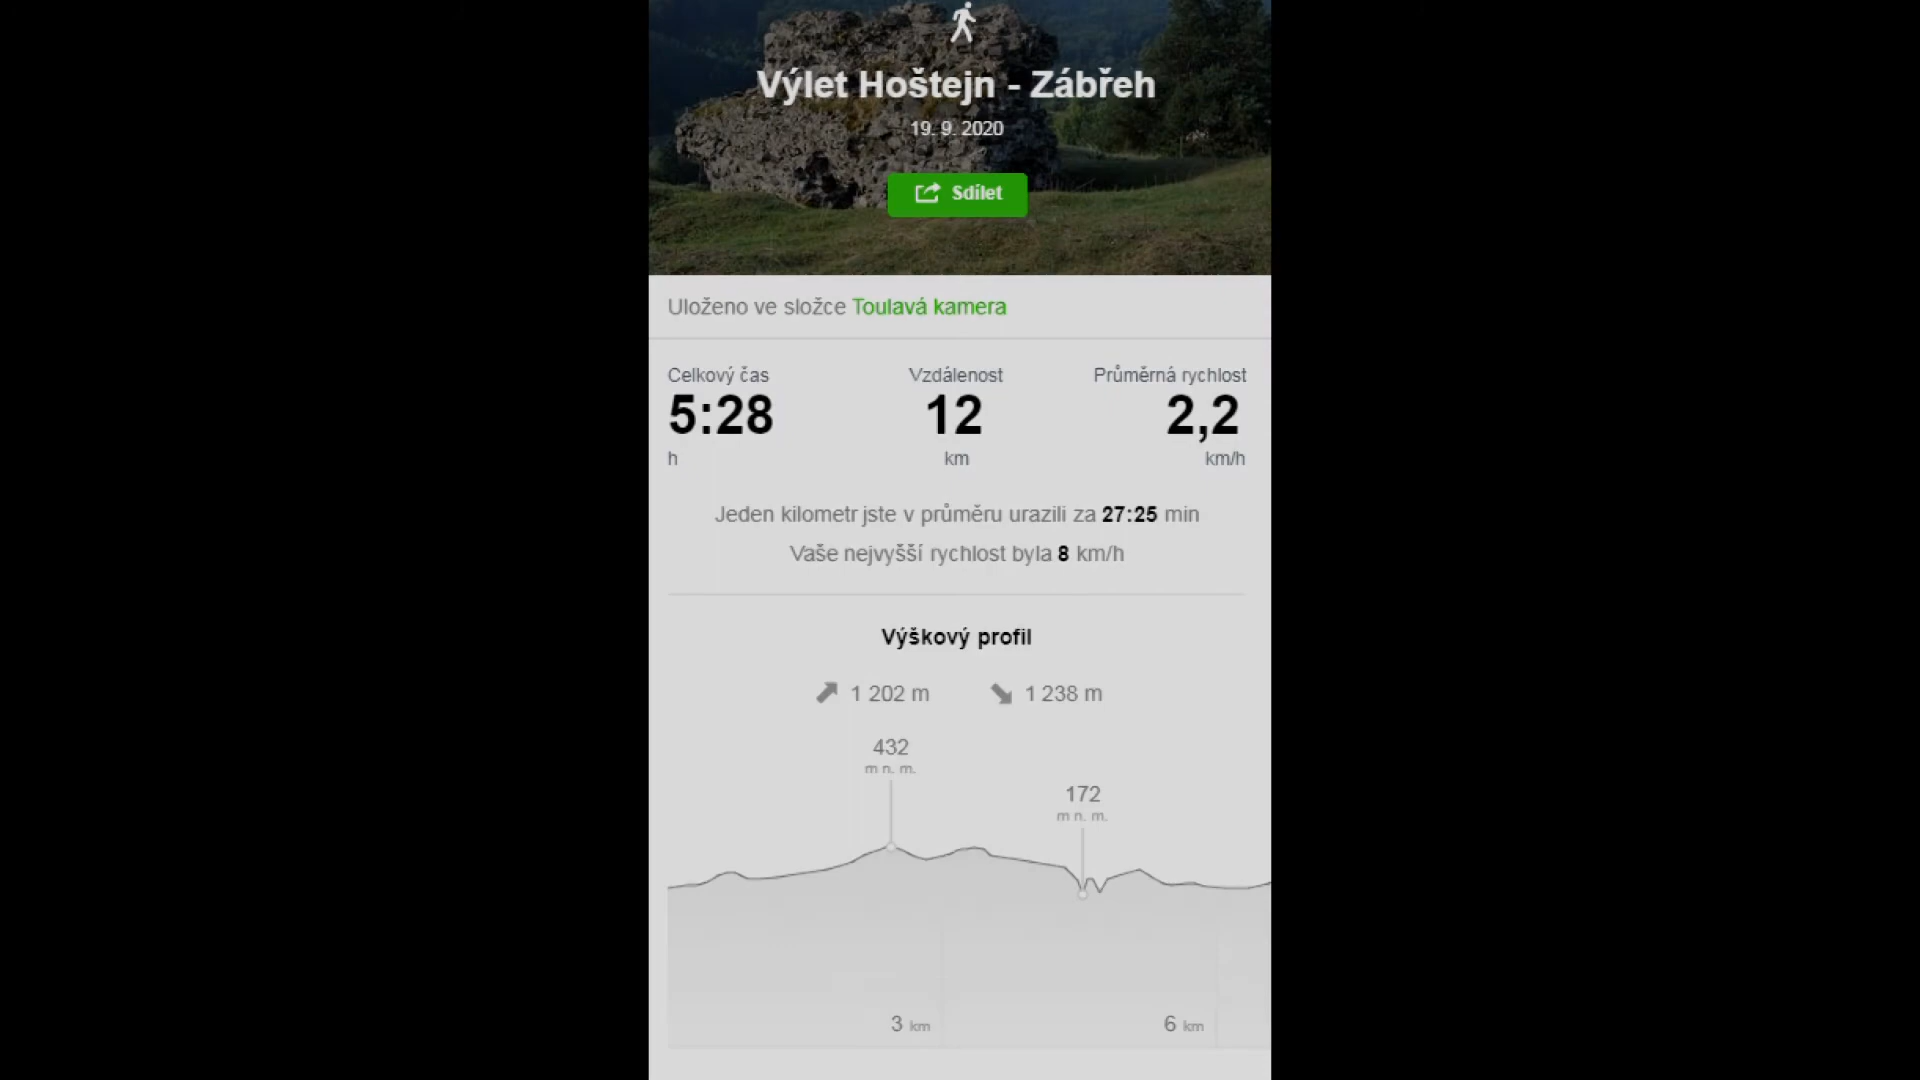 Výlet Hoštejn - Zábřeh
19. 9. 2020
Sdílet
Uloženo ve složce Toulavá kamera
Celkový čas Vzdálenost Průměrná rychlost
5:28 12 2,2
h km km/h
Jeden kilometr jste v průměru urazili za 27:25 min
Vaše nejvyšší rychlost byla 8 km/h
Výškový profil
1 202 m 1 238 m
432
m n. m.
172
m n. m.
3 km 6 km